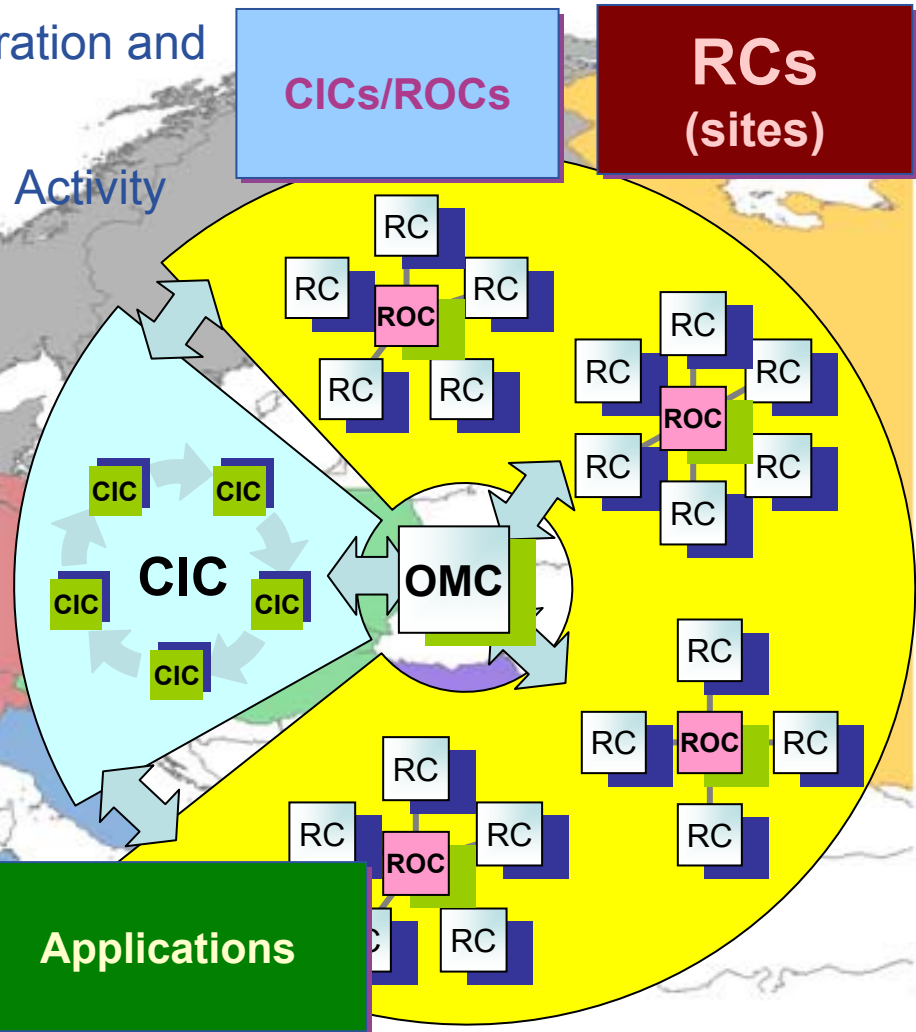 ration and
Activity
CICs/ROCs
RCs
(sites)
RC
RC
RC
ROC
RC
RC
RC
RC
RC
ROC
RC
RC
RC
CIC
CIC
CIC
CIC
CIC
CIC
OMC
RC
RC
ROC
RC
RC
RC
RC
RC
ROC
RC
Applications